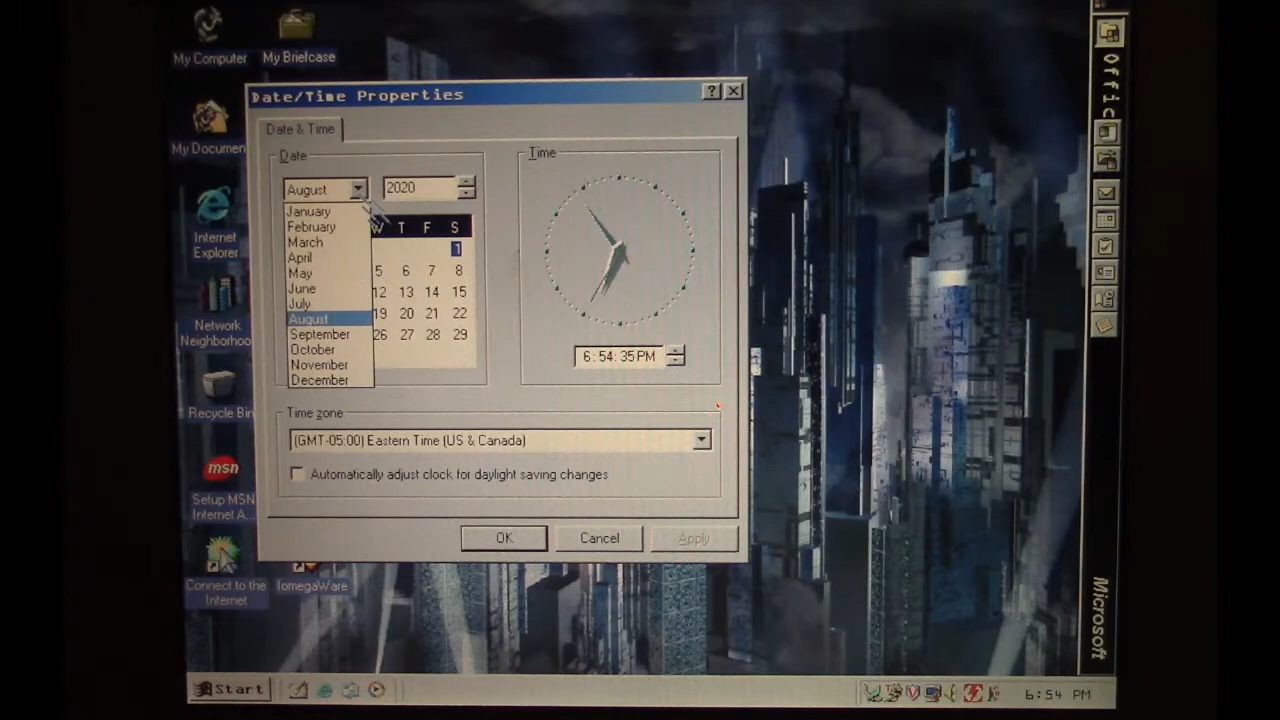 My Computer
My Briefcase
My Documen
Internet
Explorer
Network
Neighborhoo
Recycle Bin
msn
Setup MSN
Internet A...
Connect to the
Internet
IomegaWare
Date/Time Properties
Date & Time
Date
August
2020
January
February
March
April
May
June
July
August
September
October
November
December
W T F S
1
5 6 7 8
12 13 14 15
19 20 21 22
26 27 28 29
Time
6:54:35 PM
Time zone
(GMT-05:00) Eastern Time (US & Canada)
Automatically adjust clock for daylight saving changes
OK
Cancel
Apply
Offic
Microsoft
Start
6:54 PM